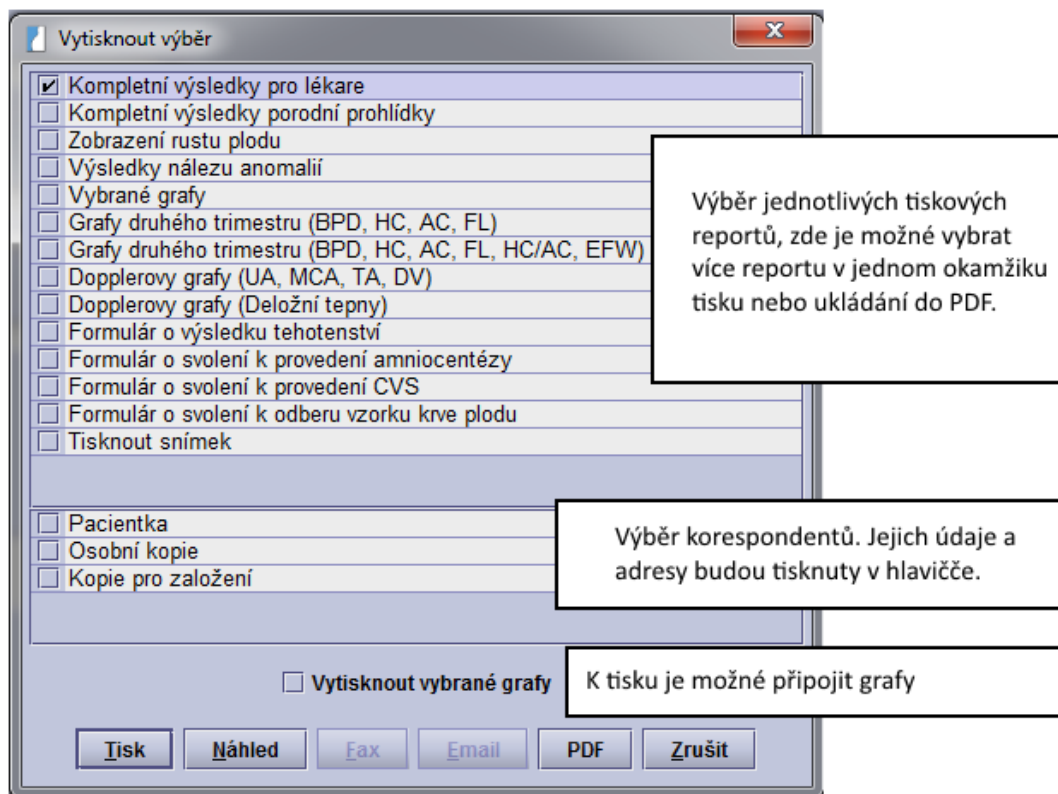 Vytisknout výběr
Kompletní výsledky pro lékare
Kompletní výsledky porodní prohlídky
Zobrazení rustu plodu
Výsledky nálezu anomalií
Vybrané grafy
Grafy druhého trimestru (BPD, HC, AC, FL)
Grafy druhého trimestru (BPD, HC, AC, FL, HC/AC, EFW)
Dopplerovy grafy (UA, MCA, TA, DV)
Dopplerovy grafy (Deložní tepny)
Formulár o výsledku tehotenství
Formulár o svolení k provedení amniocentézy
Formulár o svolení k provedení CVS
Formulár o svolení k odberu vzorku krve plodu
Tisknout snímek
Výběr jednotlivých tiskových
reportů, zde je možné vybrat
více reportu v jednom okamžiku
tisku nebo ukládání do PDF.
Pacientka
Osobní kopie
Kopie pro založení
Výběr korespondentů. Jejich údaje a
adresy budou tisknuty v hlavičče.
Vytisknout vybrané grafy
K tisku je možné připojit grafy
Tisk Náhled Fax Email PDF Zrušit